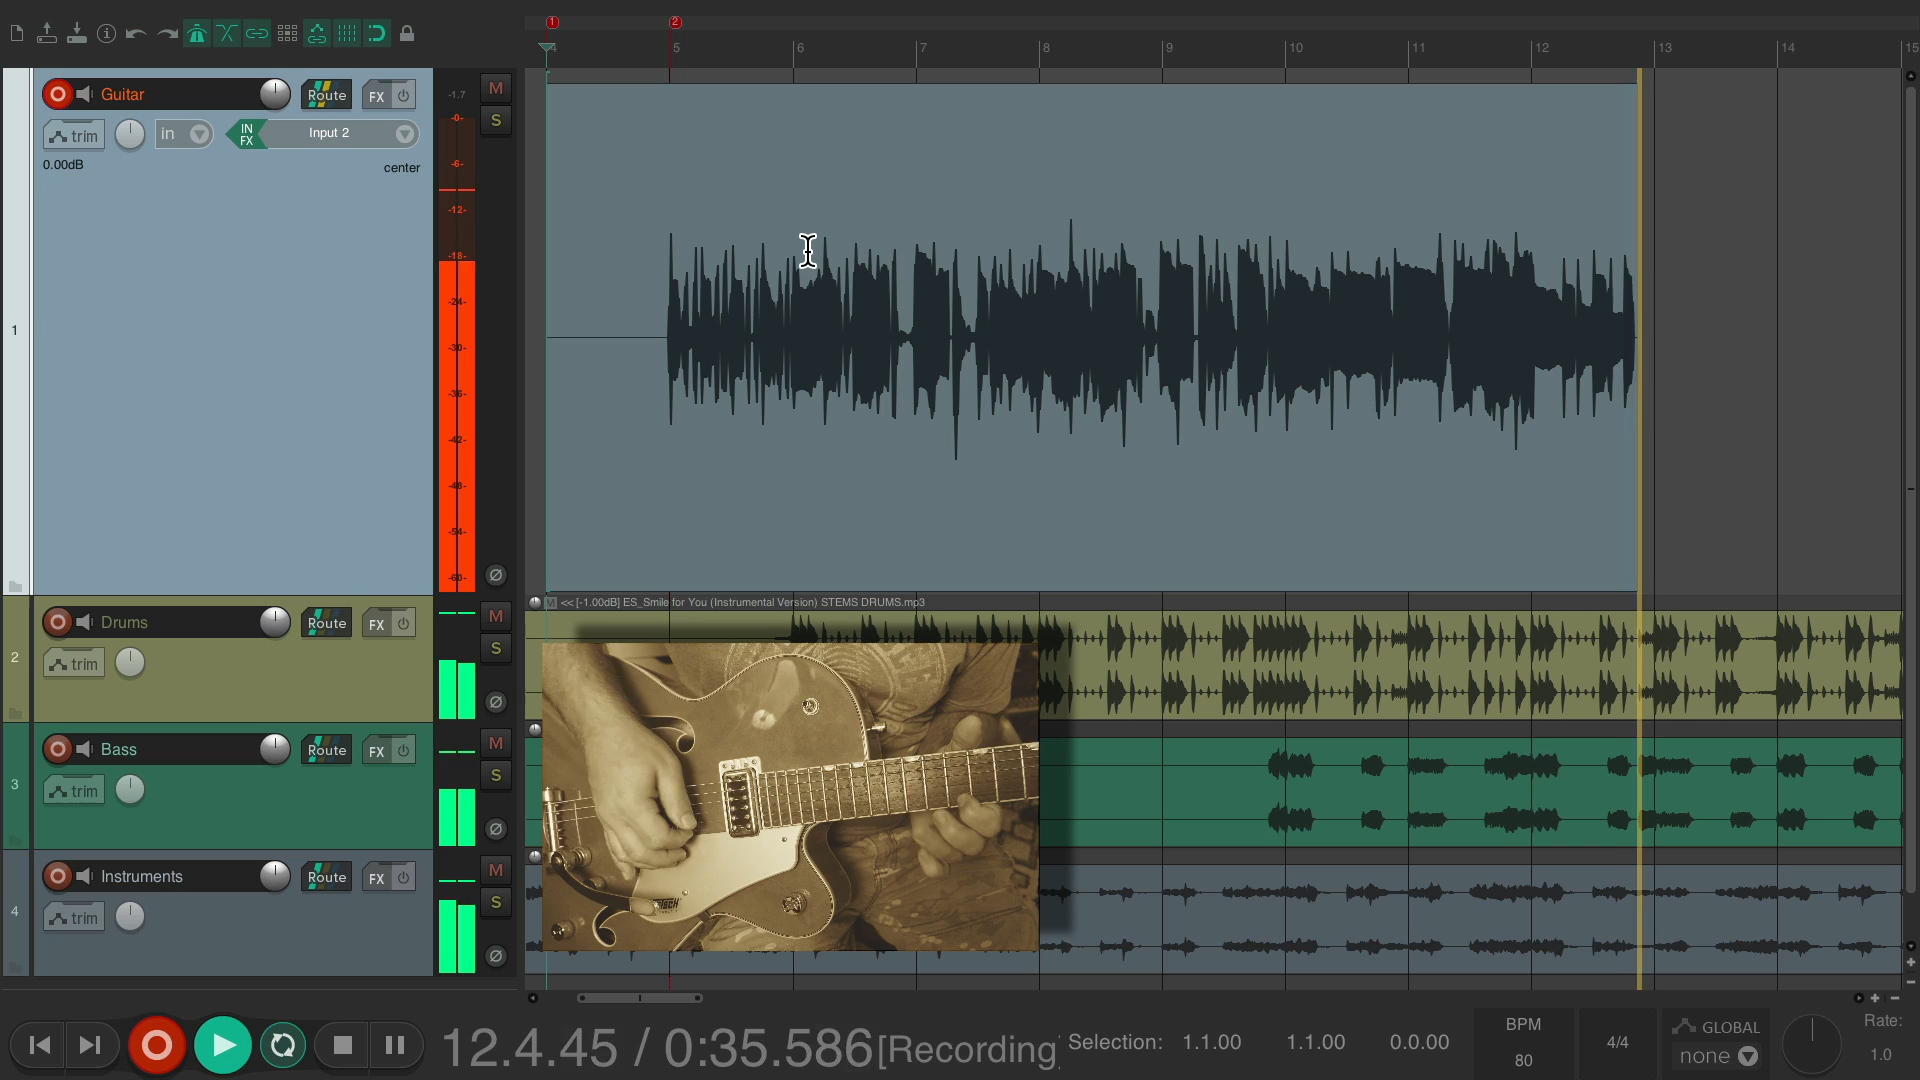 1 2
4 5 6 7 8 9 10 11 12 13 14 15
Guitar Route FX
trim in IN FX Input 2
0.00dB center
-1.7 M
-0- S
-6-
-12-
-18-
-24-
-30-
-36-
-42-
-48-
-54-
-60- Ø
1
M << [-1.00dB] ES_Smile for You (Instrumental Version) STEMS DRUMS.mp3
Drums Route FX M
2 trim S
Ø
Bass Route FX M
3 trim S
Ø
Instruments Route FX M
4 trim S
Ø
12.4.45 / 0:35.586 [Recording]
Selection: 1.1.00 1.1.00 0.0.00
BPM
80
4/4
GLOBAL
none
Rate:
1.0